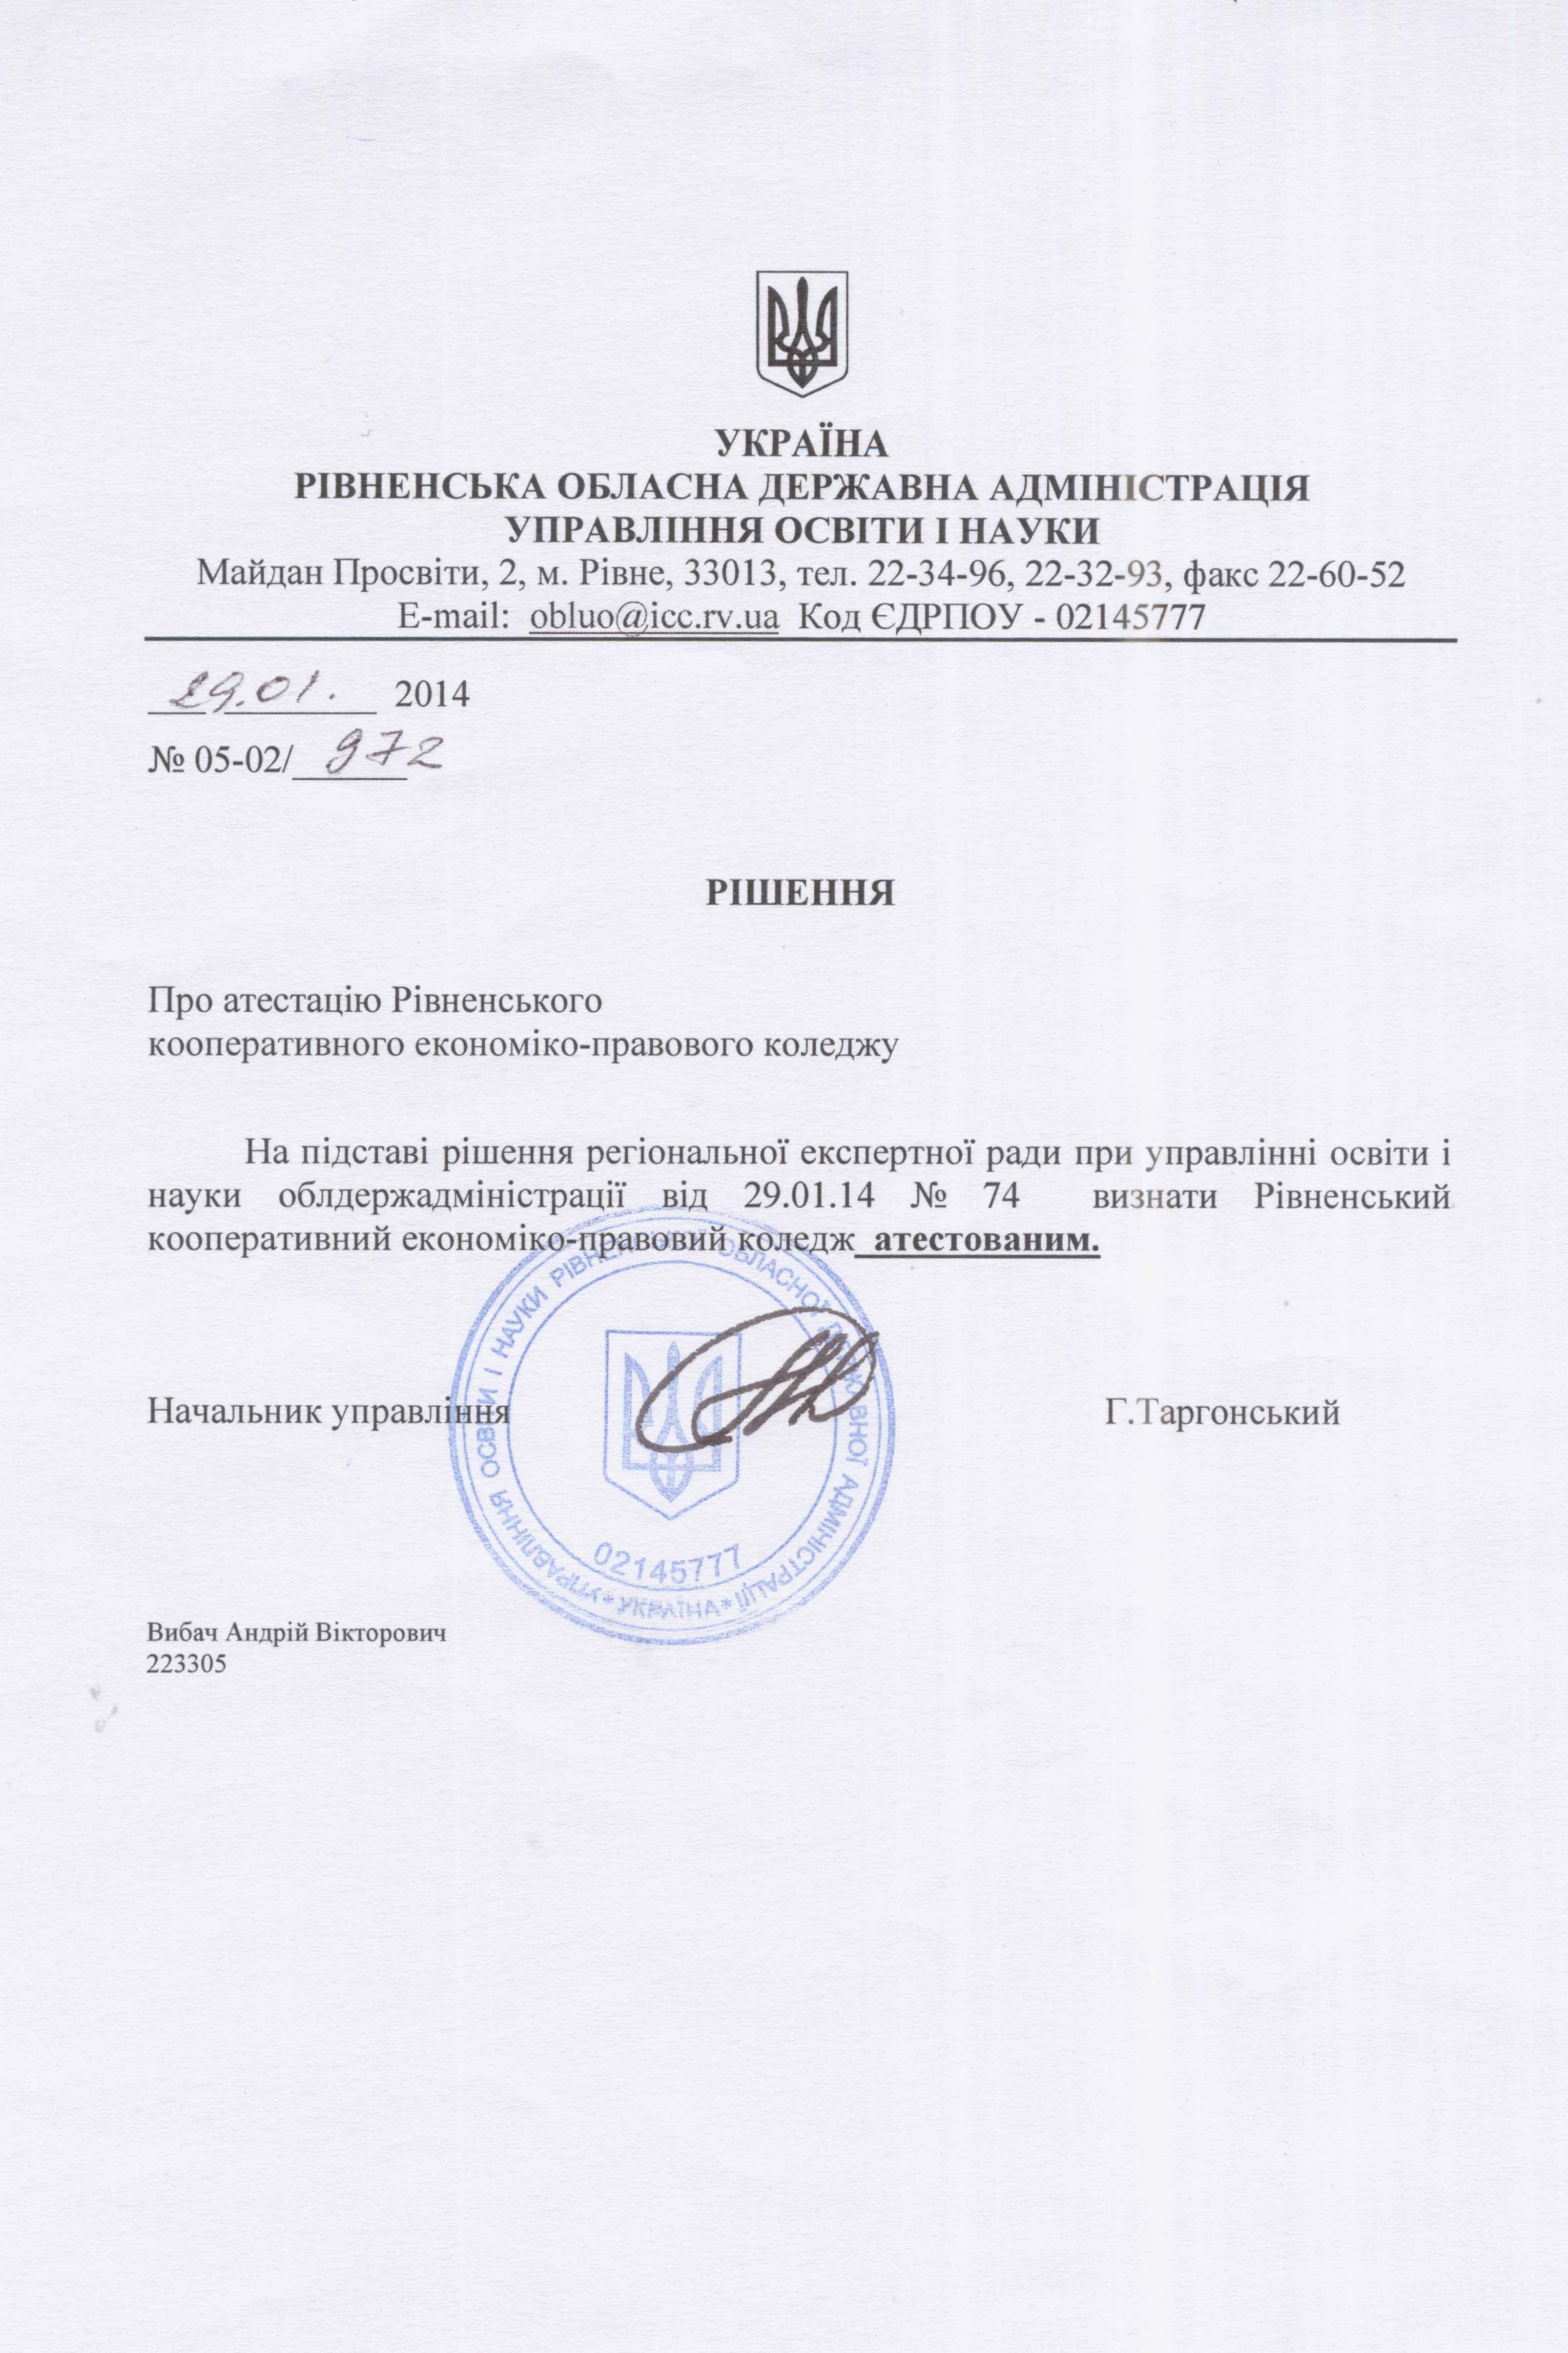 УКРАЇНА
РІВНЕНСЬКА ОБЛАСНА ДЕРЖАВНА АДМІНІСТРАЦІЯ
УПРАВЛІННЯ ОСВІТИ І НАУКИ
Майдан Просвіти, 2, м. Рівне, 33013, тел. 22-34-96, 22-32-93, факс 22-60-52
E-mail: obluo@icc.rv.ua Код ЄДРПОУ - 02145777
29.01. 2014
№ 05-02/972
РІШЕННЯ
Про атестацію Рівненського
кооперативного економіко-правового коледжу
На підставі рішення регіональної експертної ради при управлінні освіти і
науки облдержадміністрації від 29.01.14 № 74 визнати Рівненський
кооперативний економіко-правовий коледж атестованим.
Начальник управління Г.Таргонський
УПРАВЛІННЯ ОСВІТИ І НАУКИ РІВНЕНСЬКОЇ ОБЛАСНОЇ ДЕРЖАВНОЇ АДМІНІСТРАЦІЇ
02145777
*УКРАЇНА*
Вибач Андрій Вікторович
223305